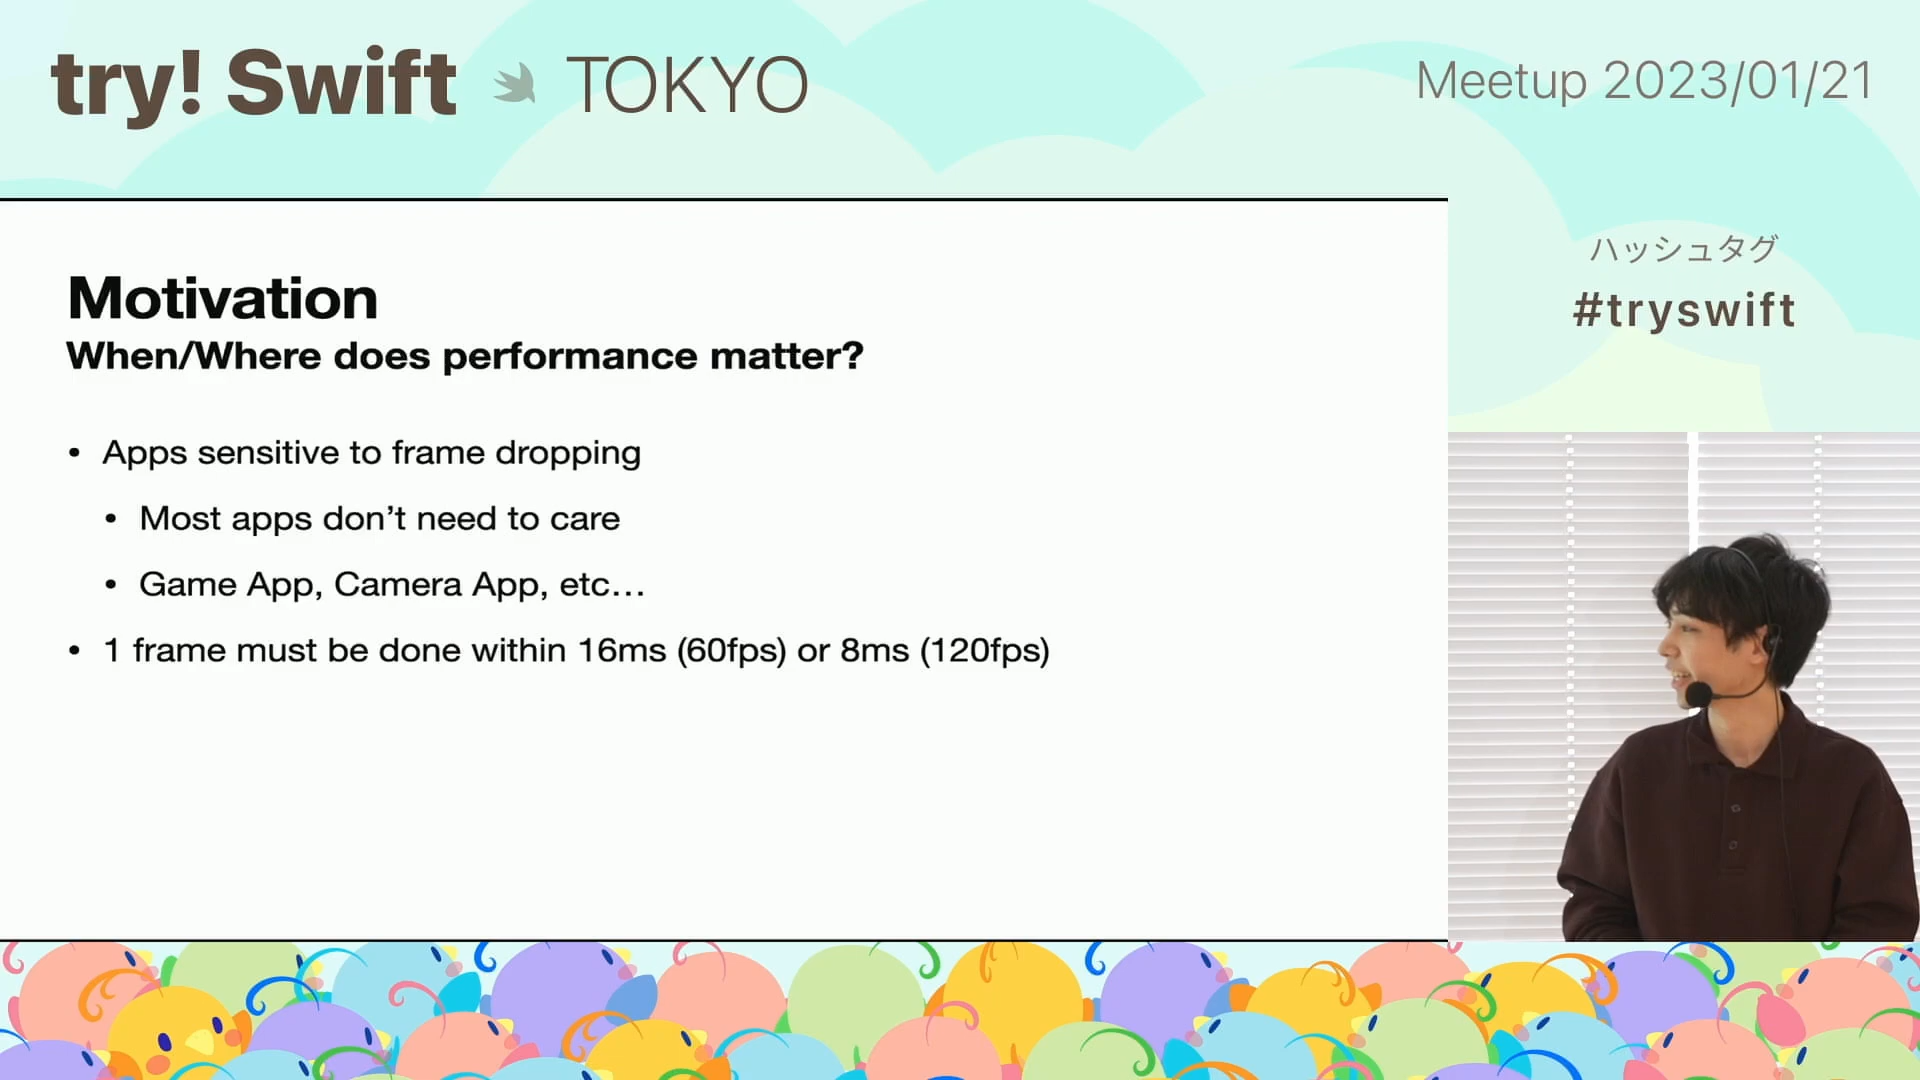 try! Swift TOKYO
Meetup 2023/01/21
ハッシュタグ
#tryswift
Motivation
When/Where does performance matter?
• Apps sensitive to frame dropping
• Most apps don’t need to care
• Game App, Camera App, etc…
• 1 frame must be done within 16ms (60fps) or 8ms (120fps)